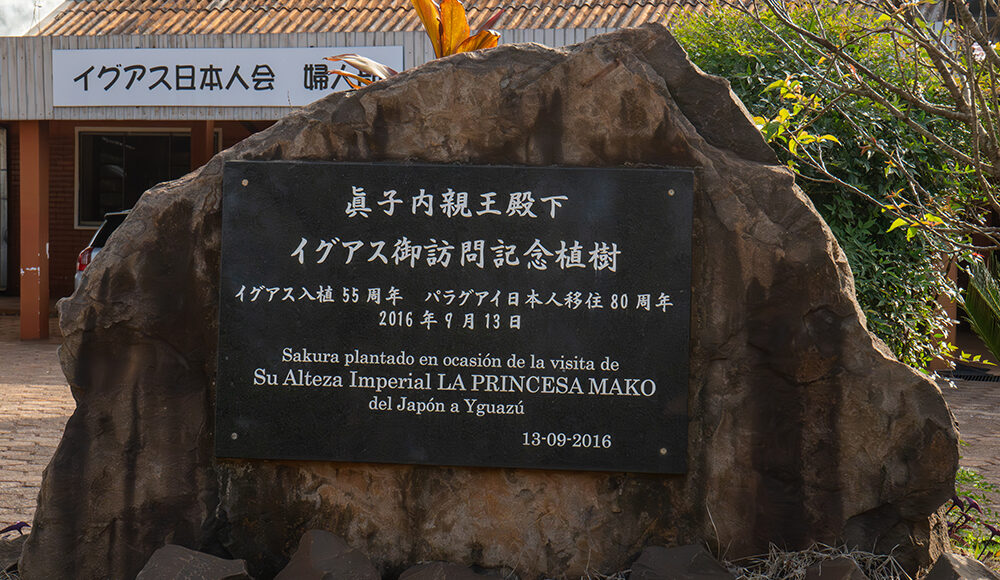 イグアス日本人会 婦人
眞子内親王殿下
イグアス御訪問記念植樹
イグアス入植 55 周年 パラグアイ日本人移住 80 周年
2016 年 9 月 13 日
Sakura plantado en ocasión de la visita de
Su Alteza Imperial LA PRINCESA MAKO
del Japón a Yguazú
13-09-2016